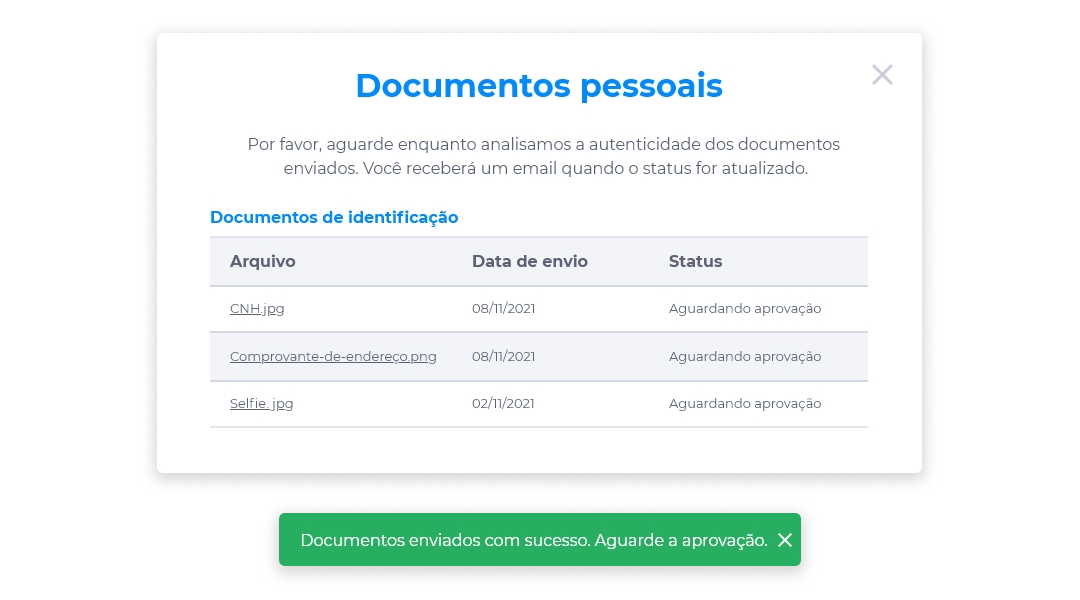 Documentos pessoais
Por favor, aguarde enquanto analisamos a autenticidade dos documentos
enviados. Você receberá um email quando o status for atualizado.
Documentos de identificação
Arquivo Data de envio Status
CNH.jpg 08/11/2021 Aguardando aprovação
Comprovante-de-endereço.png 08/11/2021 Aguardando aprovação
Selfie. jpg 02/11/2021 Aguardando aprovação
Documentos enviados com sucesso. Aguarde a aprovação.